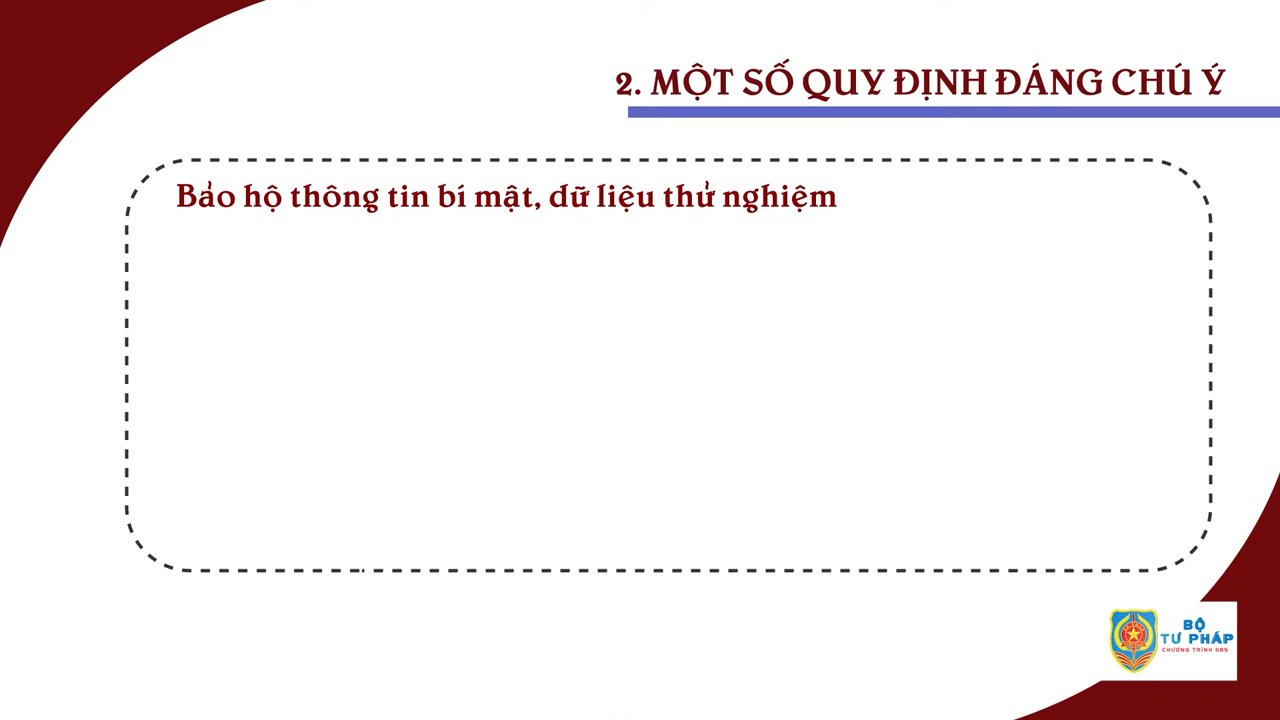 2. MỘT SỐ QUY ĐỊNH ĐÁNG CHÚ Ý
Bảo hộ thông tin bí mật, dữ liệu thử nghiệm
BỘ
TƯ PHÁP
CHƯƠNG TRÌNH 585